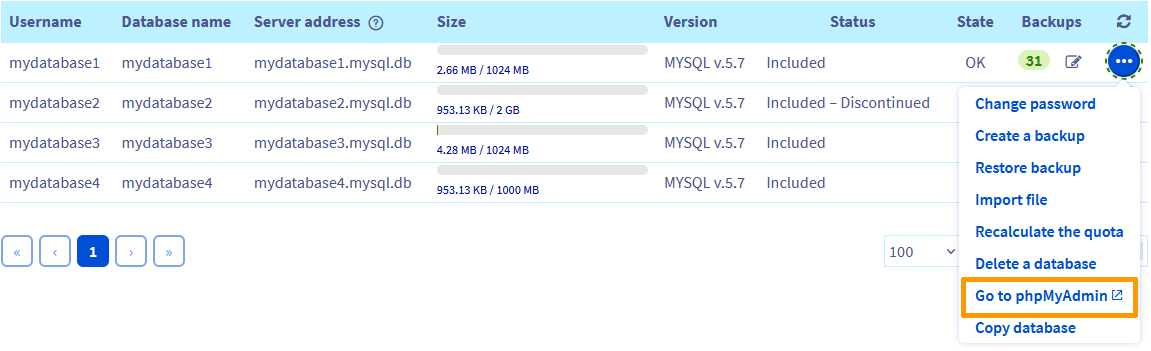 Username Database name Server address ? Size Version Status State Backups
mydatabase1 mydatabase1 mydatabase1.mysql.db 2.66 MB / 1024 MB MYSQL v.5.7 Included OK 31
mydatabase2 mydatabase2 mydatabase2.mysql.db 953.13 KB / 2 GB MYSQL v.5.7 Included – Discontinued
mydatabase3 mydatabase3 mydatabase3.mysql.db 4.28 MB / 1024 MB MYSQL v.5.7 Included
mydatabase4 mydatabase4 mydatabase4.mysql.db 953.13 KB / 1000 MB MYSQL v.5.7 Included
« ‹ 1 › » 100
Change password
Create a backup
Restore backup
Import file
Recalculate the quota
Delete a database
Go to phpMyAdmin
Copy database